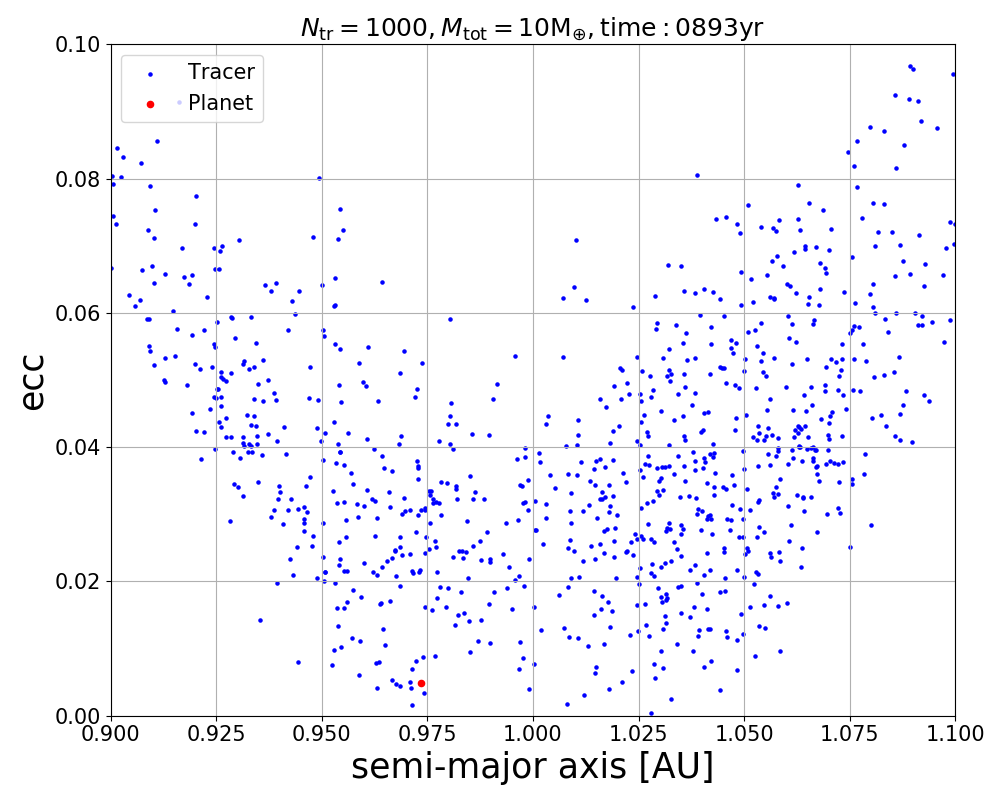 N_tr = 1000, M_tot = 10M_⊕, time : 0893yr
Tracer
Planet
0.10
0.08
0.06
0.04
0.02
0.00
ecc
0.900 0.925 0.950 0.975 1.000 1.025 1.050 1.075 1.100
semi-major axis [AU]